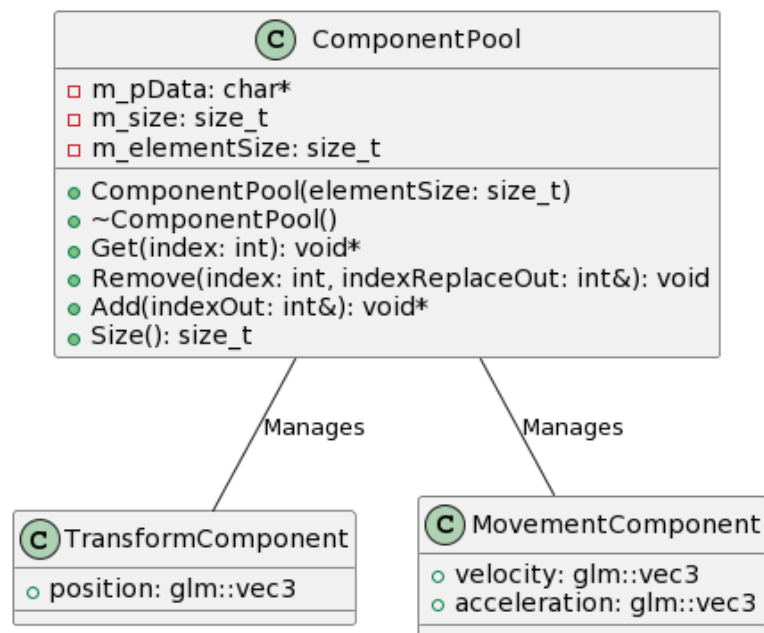 C ComponentPool
m_pData: char*
m_size: size_t
m_elementSize: size_t
ComponentPool(elementSize: size_t)
~ComponentPool()
Get(index: int): void*
Remove(index: int, indexReplaceOut: int&): void
Add(indexOut: int&): void*
Size(): size_t
Manages
Manages
C TransformComponent
position: glm::vec3
C MovementComponent
velocity: glm::vec3
acceleration: glm::vec3